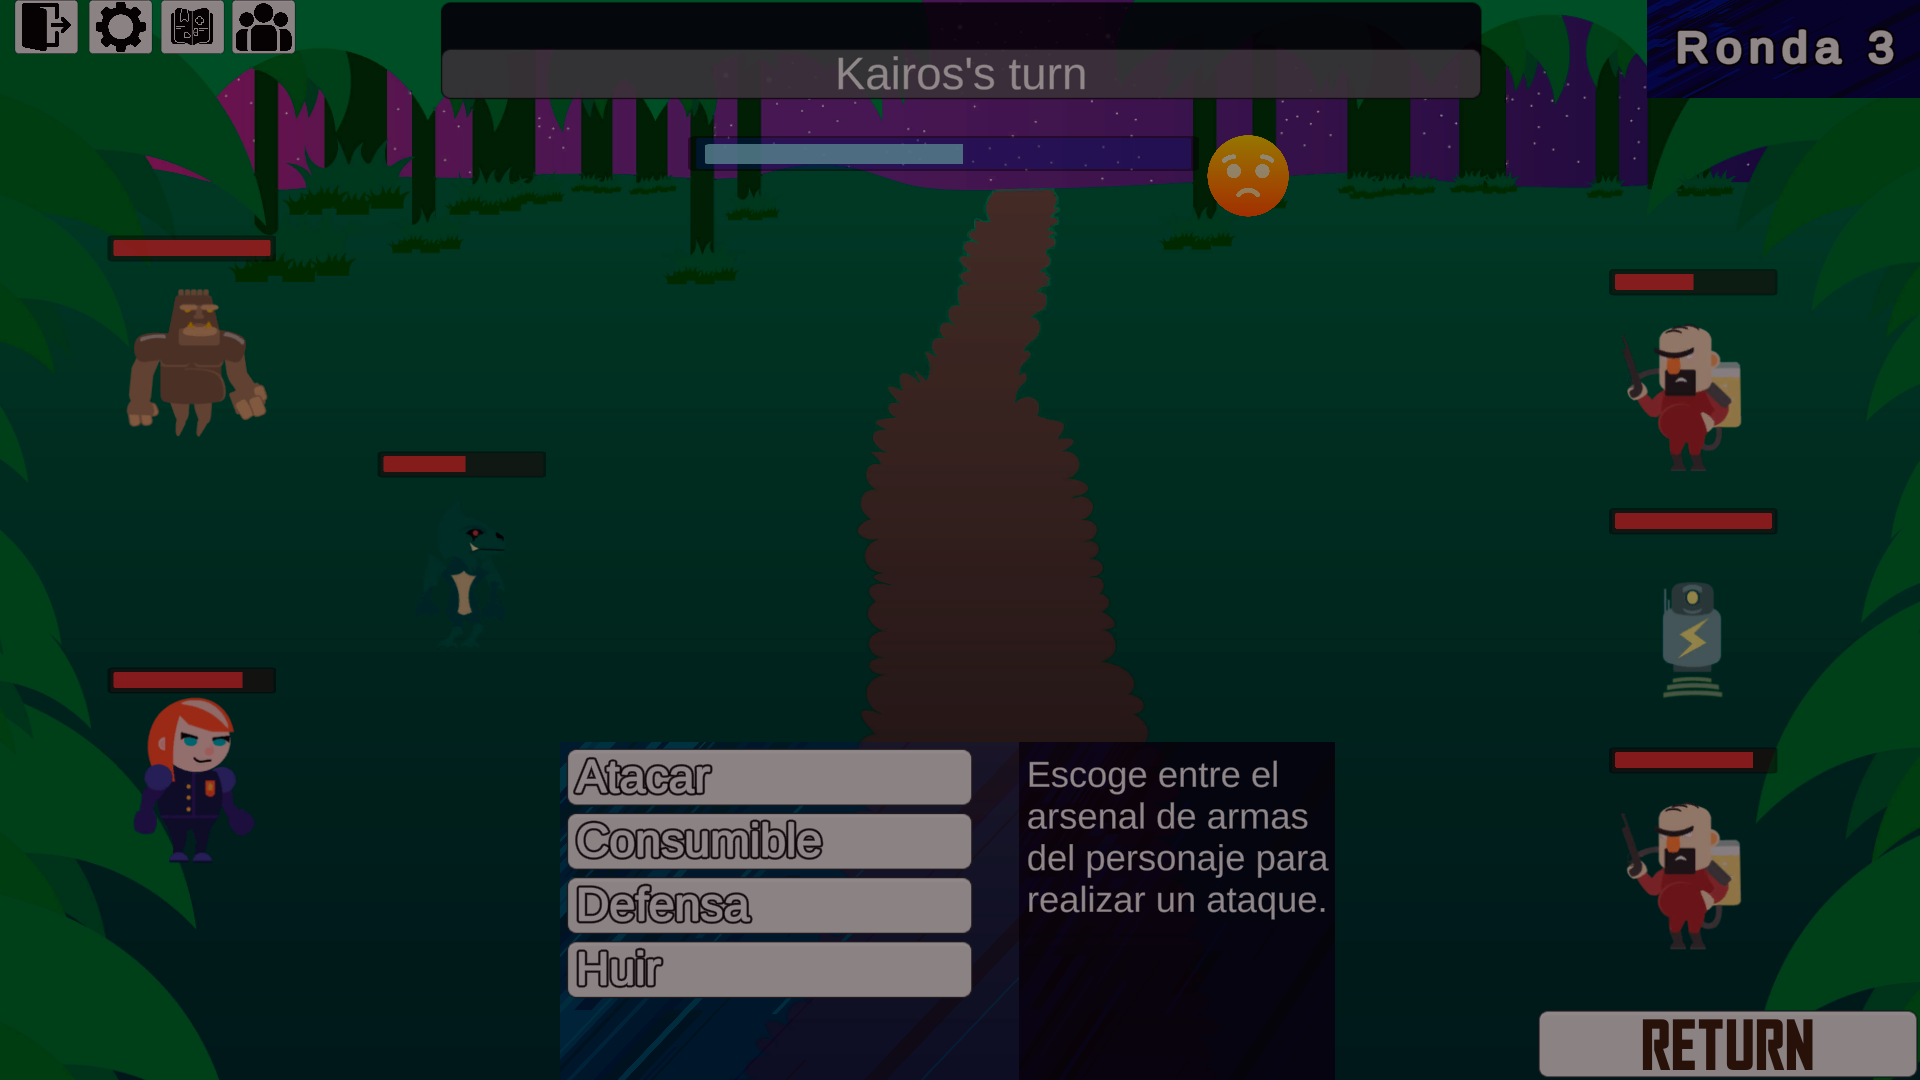 Kairos's turn
Ronda 3
Atacar
Consumible
Defensa
Huir
Escoge entre el
arsenal de armas
del personaje para
realizar un ataque.
RETURN